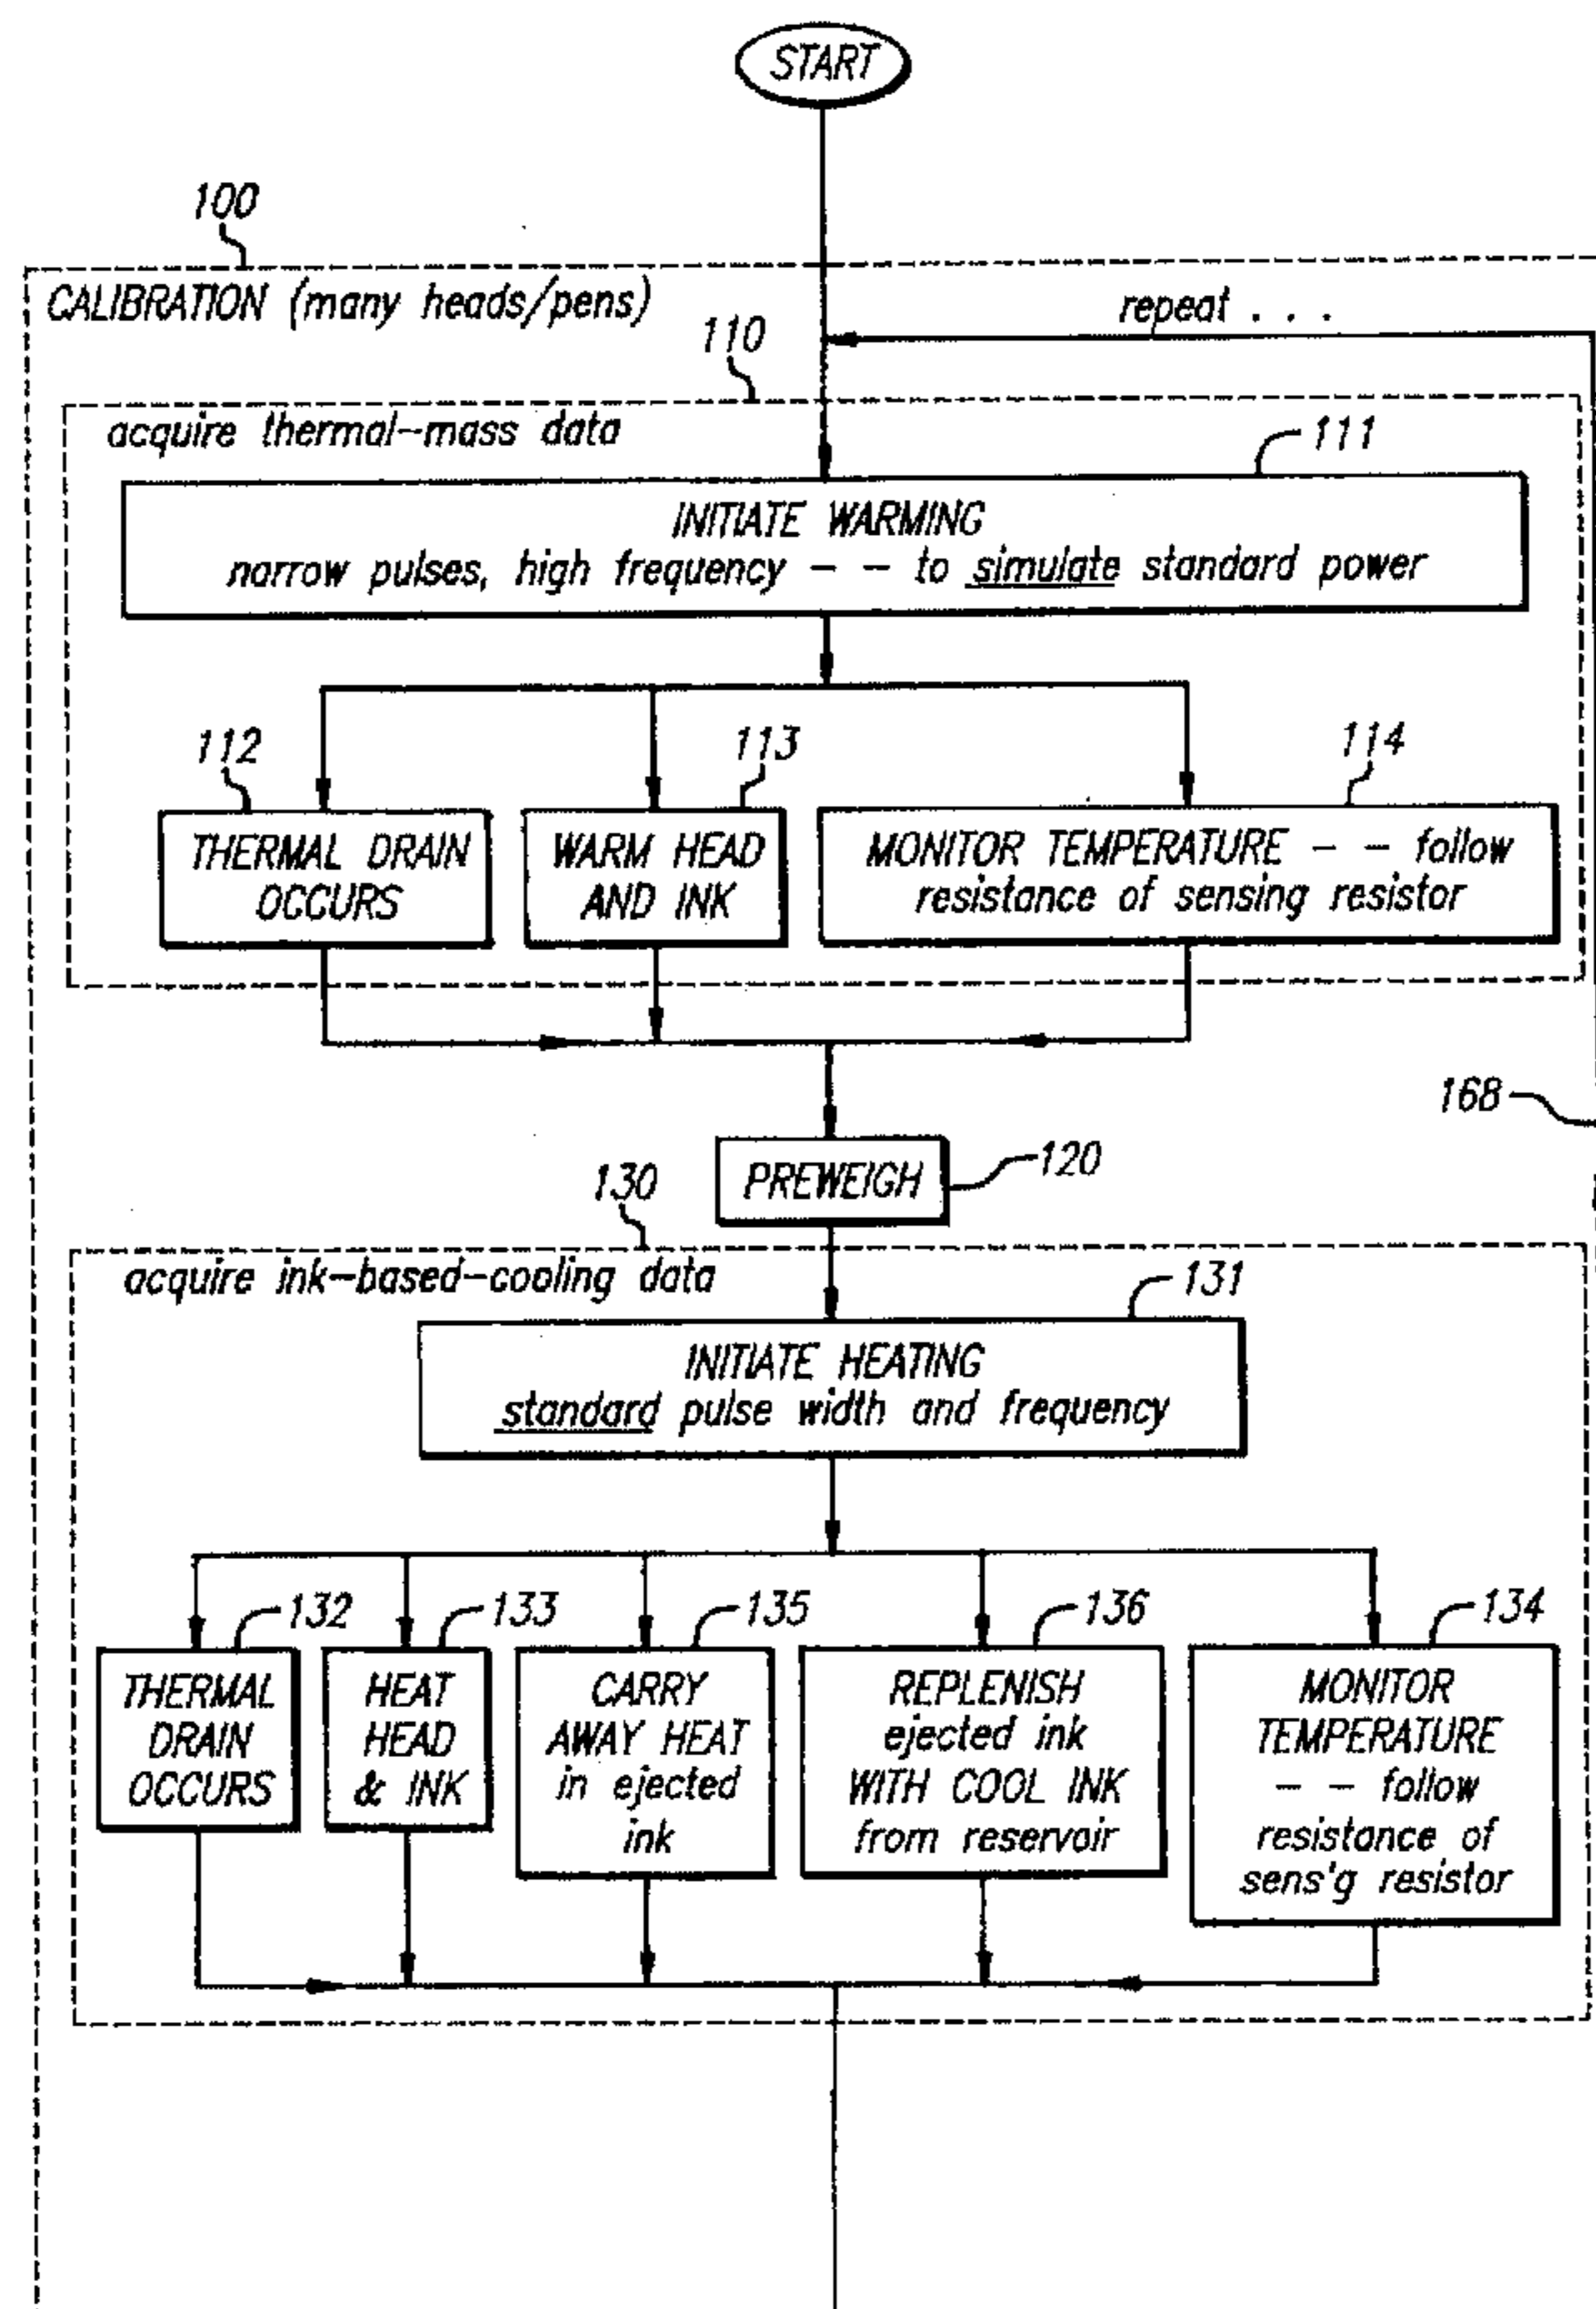 START
100
CALIBRATION (many heads/pens)
repeat . . .
110
acquire thermal-mass data
111
INITIATE WARMING
narrow pulses, high frequency - - to simulate standard power
112
113
114
THERMAL DRAIN
OCCURS
WARM HEAD
AND INK
MONITOR TEMPERATURE - - follow
resistance of sensing resistor
168
PREWEIGH
120
130
acquire ink-based-cooling data
131
INITIATE HEATING
standard pulse width and frequency
132
133
135
136
134
THERMAL
DRAIN
OCCURS
HEAT
HEAD
& INK
CARRY
AWAY HEAT
in ejected
ink
REPLENISH
ejected ink
WITH COOL INK
from reservoir
MONITOR
TEMPERATURE
- - follow
resistance of
sens'g resistor